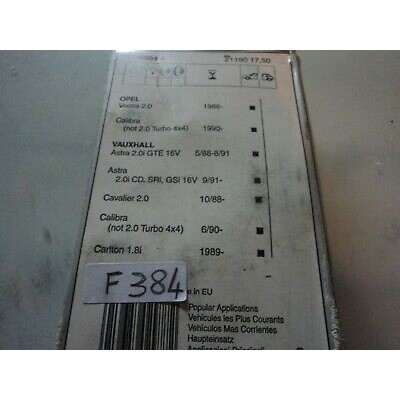 OPEL
Vectra 2.0 1988-
Calibra
(not 2.0 Turbo 4x4) 1990-
VAUXHALL
Astra 2.0i GTE 16V 5/88-8/91
Astra
2.0i CD, SRI, GSI 16V 9/91-
Cavalier 2.0 10/88-
Calibra
(not 2.0 Turbo 4x4) 6/90-
Carlton 1.8i 1989-
F384
in EU
Popular Applications
Vehicules les Plus Courants
Vehiculos Mas Corrientes
Haupteinsatz